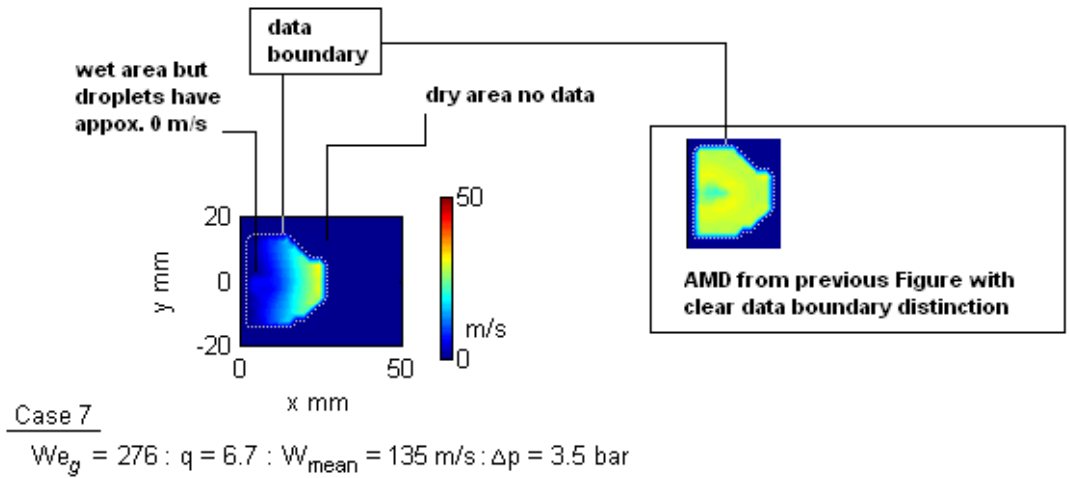 data
boundary
wet area but
droplets have
appox. 0 m/s
dry area no data
50
20
0
-20
y mm
m/s
0
0
50
x mm
AMD from previous Figure with
clear data boundary distinction
Case 7
We_g = 276 : q = 6.7 : W_mean = 135 m/s : Δp = 3.5 bar